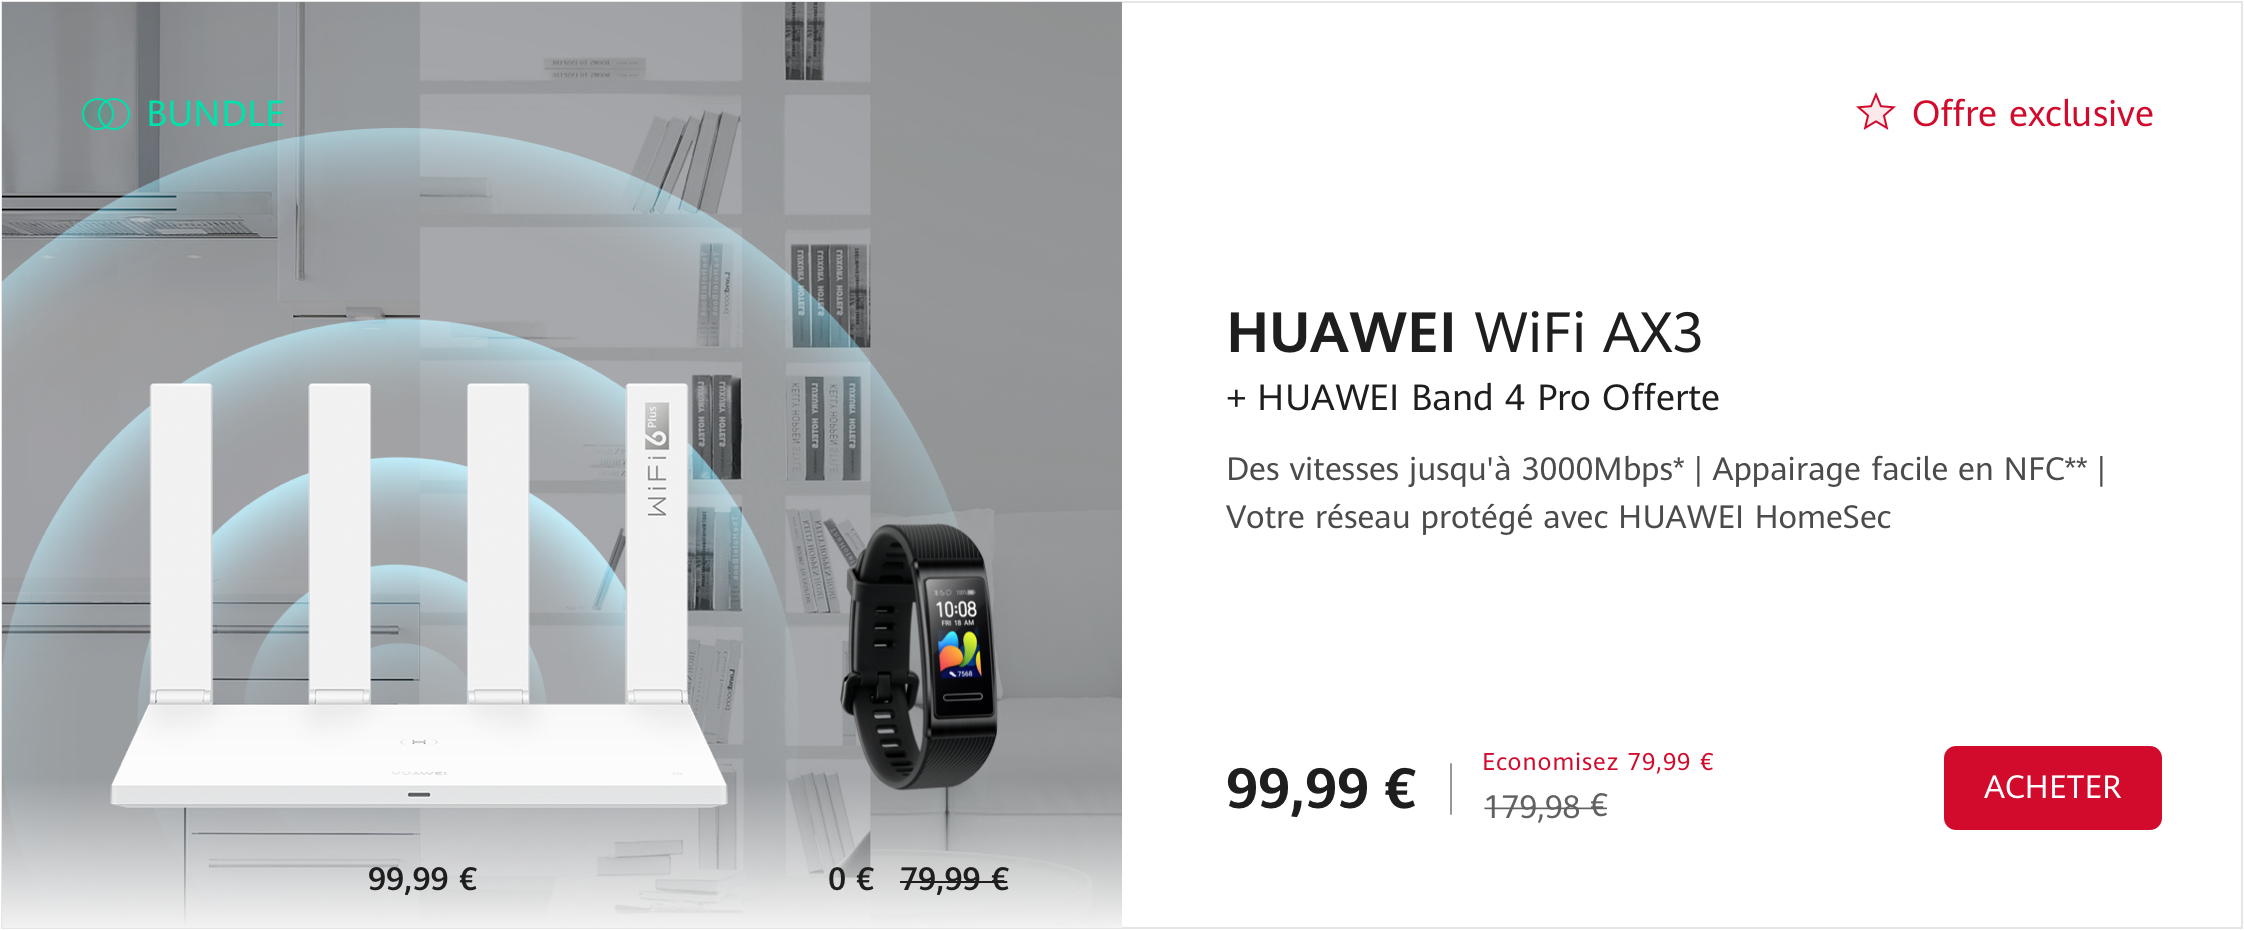 BUNDLE
Offre exclusive
HUAWEI WiFi AX3
+ HUAWEI Band 4 Pro Offerte
Des vitesses jusqu'à 3000Mbps* | Appairage facile en NFC** |
Votre réseau protégé avec HUAWEI HomeSec
WiFi 6 Plus
10:08
FRI 18 AM
7568
HUAWEI
Economisez 79,99 €
99,99 €
179,98 €
ACHETER
99,99 €
0 € 79,99 €